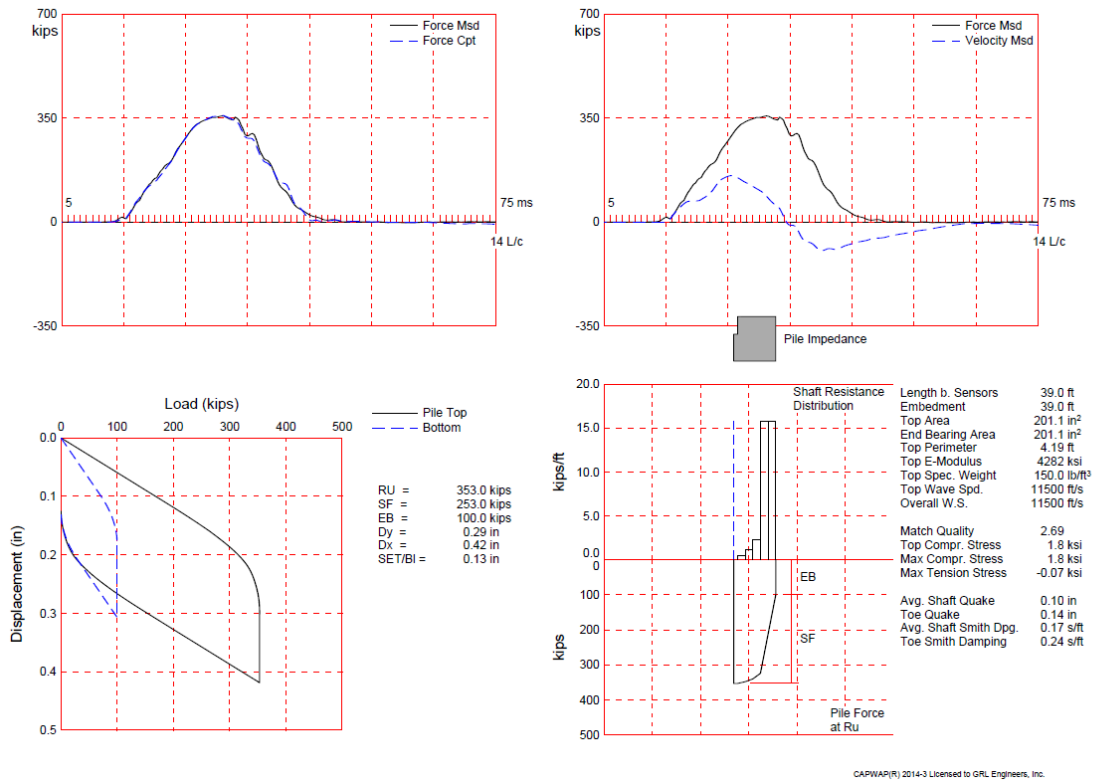 700
kips
Force Msd
Force Cpt
350
5
75 ms
0
14 L/c
-350
700
kips
Force Msd
Velocity Msd
350
5
75 ms
0
14 L/c
-350
Pile Impedance
Load (kips)
0 100 200 300 400 500
Pile Top
Bottom
0.0
0.1
0.2
0.3
0.4
0.5
Displacement (in)
RU = 353.0 kips
SF = 253.0 kips
EB = 100.0 kips
Dy = 0.29 in
Dx = 0.42 in
SET/Bl = 0.13 in
20.0
15.0
10.0
5.0
0.0
kips/ft
Shaft Resistance
Distribution
0
100
200
300
400
500
kips
EB
SF
Pile Force
at Ru
Length b. Sensors 39.0 ft
Embedment 39.0 ft
Top Area 201.1 in²
End Bearing Area 201.1 in²
Top Perimeter 4.19 ft
Top E-Modulus 4282 ksi
Top Spec. Weight 150.0 lb/ft³
Top Wave Spd. 11500 ft/s
Overall W.S. 11500 ft/s
Match Quality 2.69
Top Compr. Stress 1.8 ksi
Max Compr. Stress 1.8 ksi
Max Tension Stress -0.07 ksi
Avg. Shaft Quake 0.10 in
Toe Quake 0.14 in
Avg. Shaft Smith Dpg. 0.17 s/ft
Toe Smith Damping 0.24 s/ft
CAPWAP(R) 2014-3 Licensed to GRL Engineers, Inc.